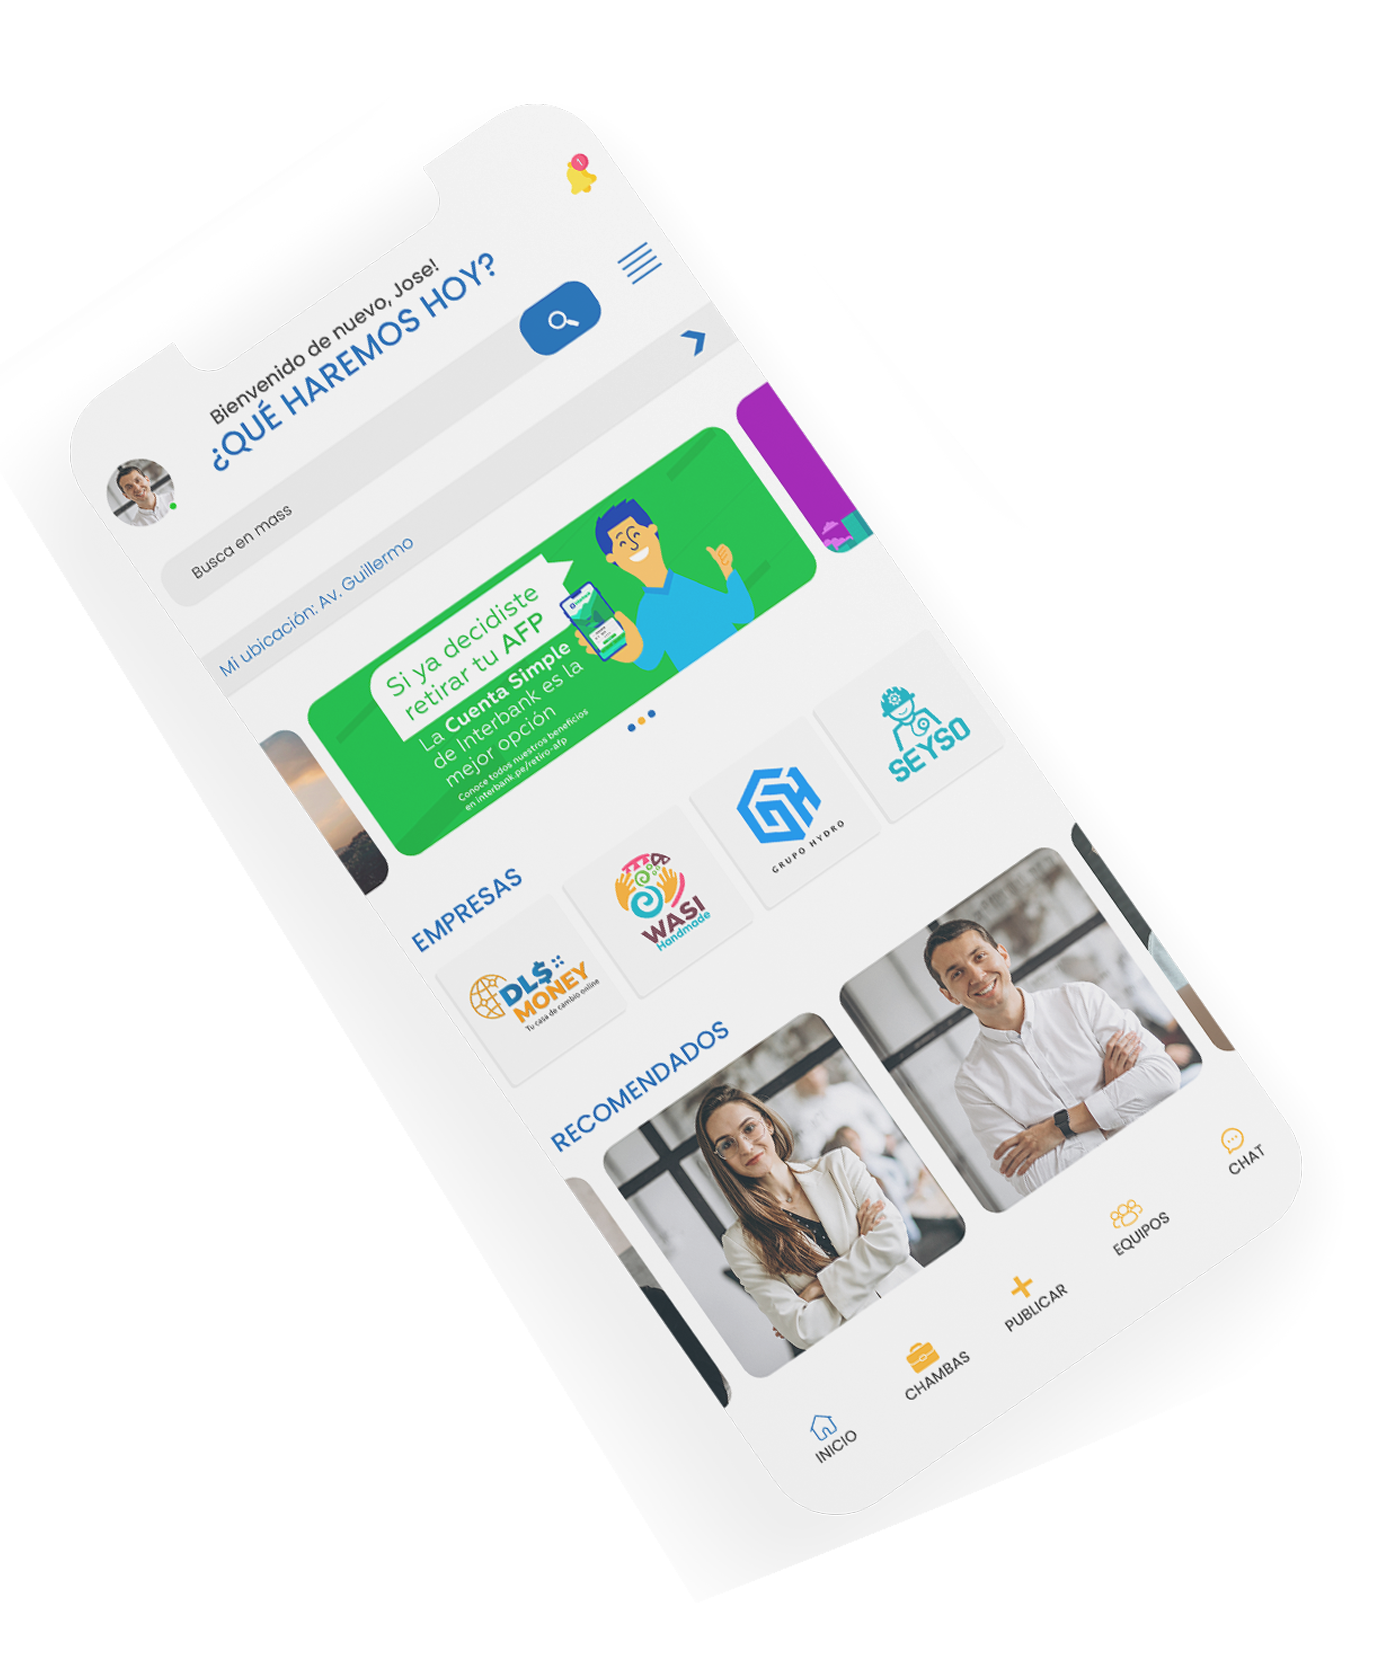 1
Bienvenido de nuevo, Jose!
¿QUÉ HAREMOS HOY?
Busca en mass
Mi ubicación: Av. Guillermo
Si ya decidiste
retirar tu AFP
La Cuenta Simple
de Interbank es la
mejor opción
Conoce todos nuestros beneficios
en interbank.pe/retiro-afp
EMPRESAS
DL$
MONEY
Tu casa de cambio online
WASI
Handmade
GRUPO HYDRO
SEYSO
RECOMENDADOS
INICIO
CHAMBAS
PUBLICAR
EQUIPOS
CHAT